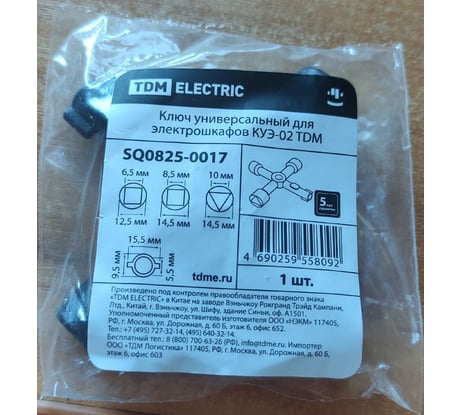 TDM ELECTRIC
Ключ универсальный для
электрошкафов КУЭ-02 TDM
SQ0825-0017
6,5 мм 8,5 мм 10 мм
12,5 мм 14,5 мм 14,5 мм
5 лет
15,5 мм
9,5 мм
5,5 мм
tdme.ru
4 690259 558092
1 шт.
Произведено под контролем правообладателя товарного знака
«TDM ELECTRIC» в Китае на заводе Вэньчжоу Рокгранд Трэйд Кампани,
Лтд., Китай, г. Вэньчжоу, ул. Шифу, здание Синьи, оф. А1501.
Уполномоченный представитель изготовителя ООО «НЭКМ» 117405,
РФ, г. Москва, ул. Дорожная, д. 60 Б, этаж 6, офис 652.
Тел.: +7 (495) 727-32-14, (495) 640-32-14.
Бесплатный тел.: 8 (800) 700-63-26 (РФ), info@tdme.ru. Импортер
ООО «ТДМ Логистика» 117405, РФ, г. Москва, ул. Дорожная, д. 60 Б,
этаж 6, офис 603